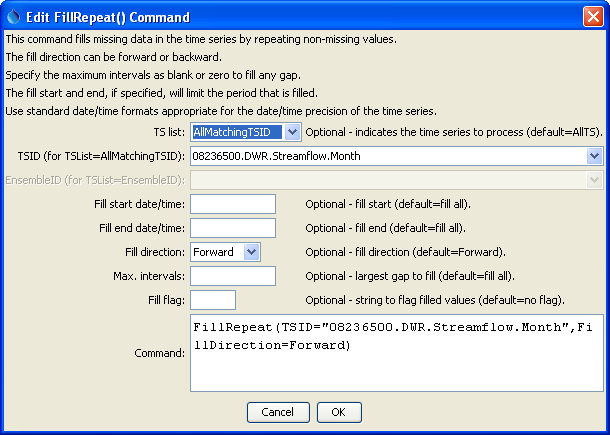 Edit FillRepeat() Command
This command fills missing data in the time series by repeating non-missing values.
The fill direction can be forward or backward.
Specify the maximum intervals as blank or zero to fill any gap.
The fill start and end, if specified, will limit the period that is filled.
Use standard date/time formats appropriate for the date/time precision of the time series.
TS list: AllMatchingTSID Optional - indicates the time series to process (default=AllTS).
TSID (for TSList=AllMatchingTSID): 08236500.DWR.Streamflow.Month
EnsembleID (for TSList=EnsembleID):
Fill start date/time: Optional - fill start (default=fill all).
Fill end date/time: Optional - fill end (default=fill all).
Fill direction: Forward Optional - fill direction (default=Forward).
Max. intervals: Optional - largest gap to fill (default=fill all).
Fill flag: Optional - string to flag filled values (default=no flag).
Command: FillRepeat(TSID="08236500.DWR.Streamflow.Month",Fi
llDirection=Forward)
Cancel OK